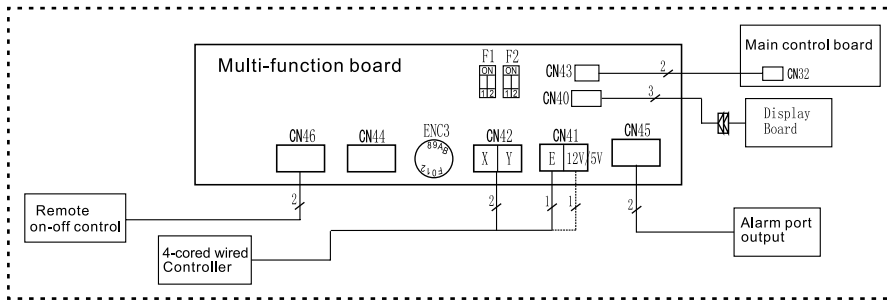 Main control board
F1 F2
Multi-function board
ON ON
CN43 2 CN32
12 12
CN40 3
Display
Board
ENC3
CN46 CN44 CN42 CN41 CN45
89AB
X Y E 12V/5V
F012
2 2 1 1 2
Remote
on-off control
Alarm port
output
4-cored wired
Controller